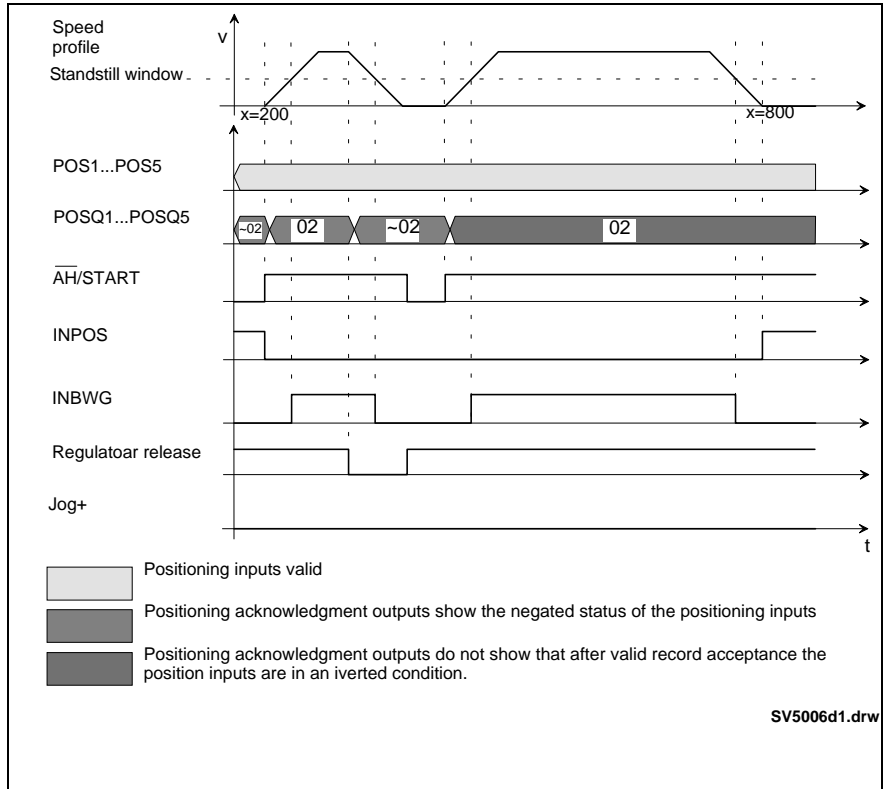 Speed
profile
v
Standstill window
x=200
x=800
POS1...POS5
POSQ1...POSQ5
~02
02
~02
02
AH/START
INPOS
INBWG
Regulatoar release
Jog+
t
Positioning inputs valid
Positioning acknowledgment outputs show the negated status of the positioning inputs
Positioning acknowledgment outputs do not show that after valid record acceptance the
position inputs are in an iverted condition.
SV5006d1.drw